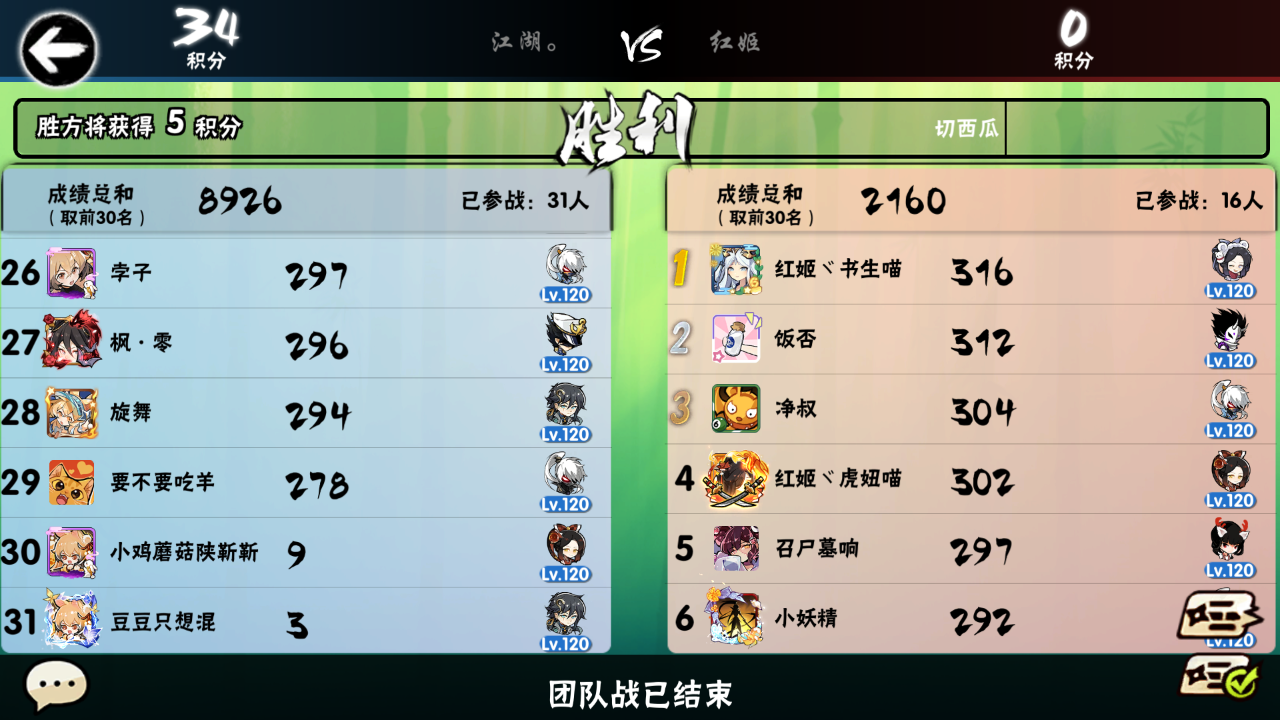 34
积分
江湖。
VS
红姬
0
积分
胜方将获得 5 积分
胜利
切西瓜
成绩总和
(取前30名)
8926
已参战：31人
26 孛子 297 Lv.120
27 枫·零 296 Lv.120
28 旋舞 294 Lv.120
29 要不要吃羊 278 Lv.120
30 小鸡蘑菇陕靳靳 9 Lv.120
31 豆豆只想混 3 Lv.120
成绩总和
(取前30名)
2160
已参战：16人
1 红姬ヾ书生喵 316 Lv.120
2 饭否 312 Lv.120
3 净叔 304 Lv.120
4 红姬ヾ虎妞喵 302 Lv.120
5 召尸墓响 297 Lv.120
6 小妖精 292 Lv.120
团队战已结束